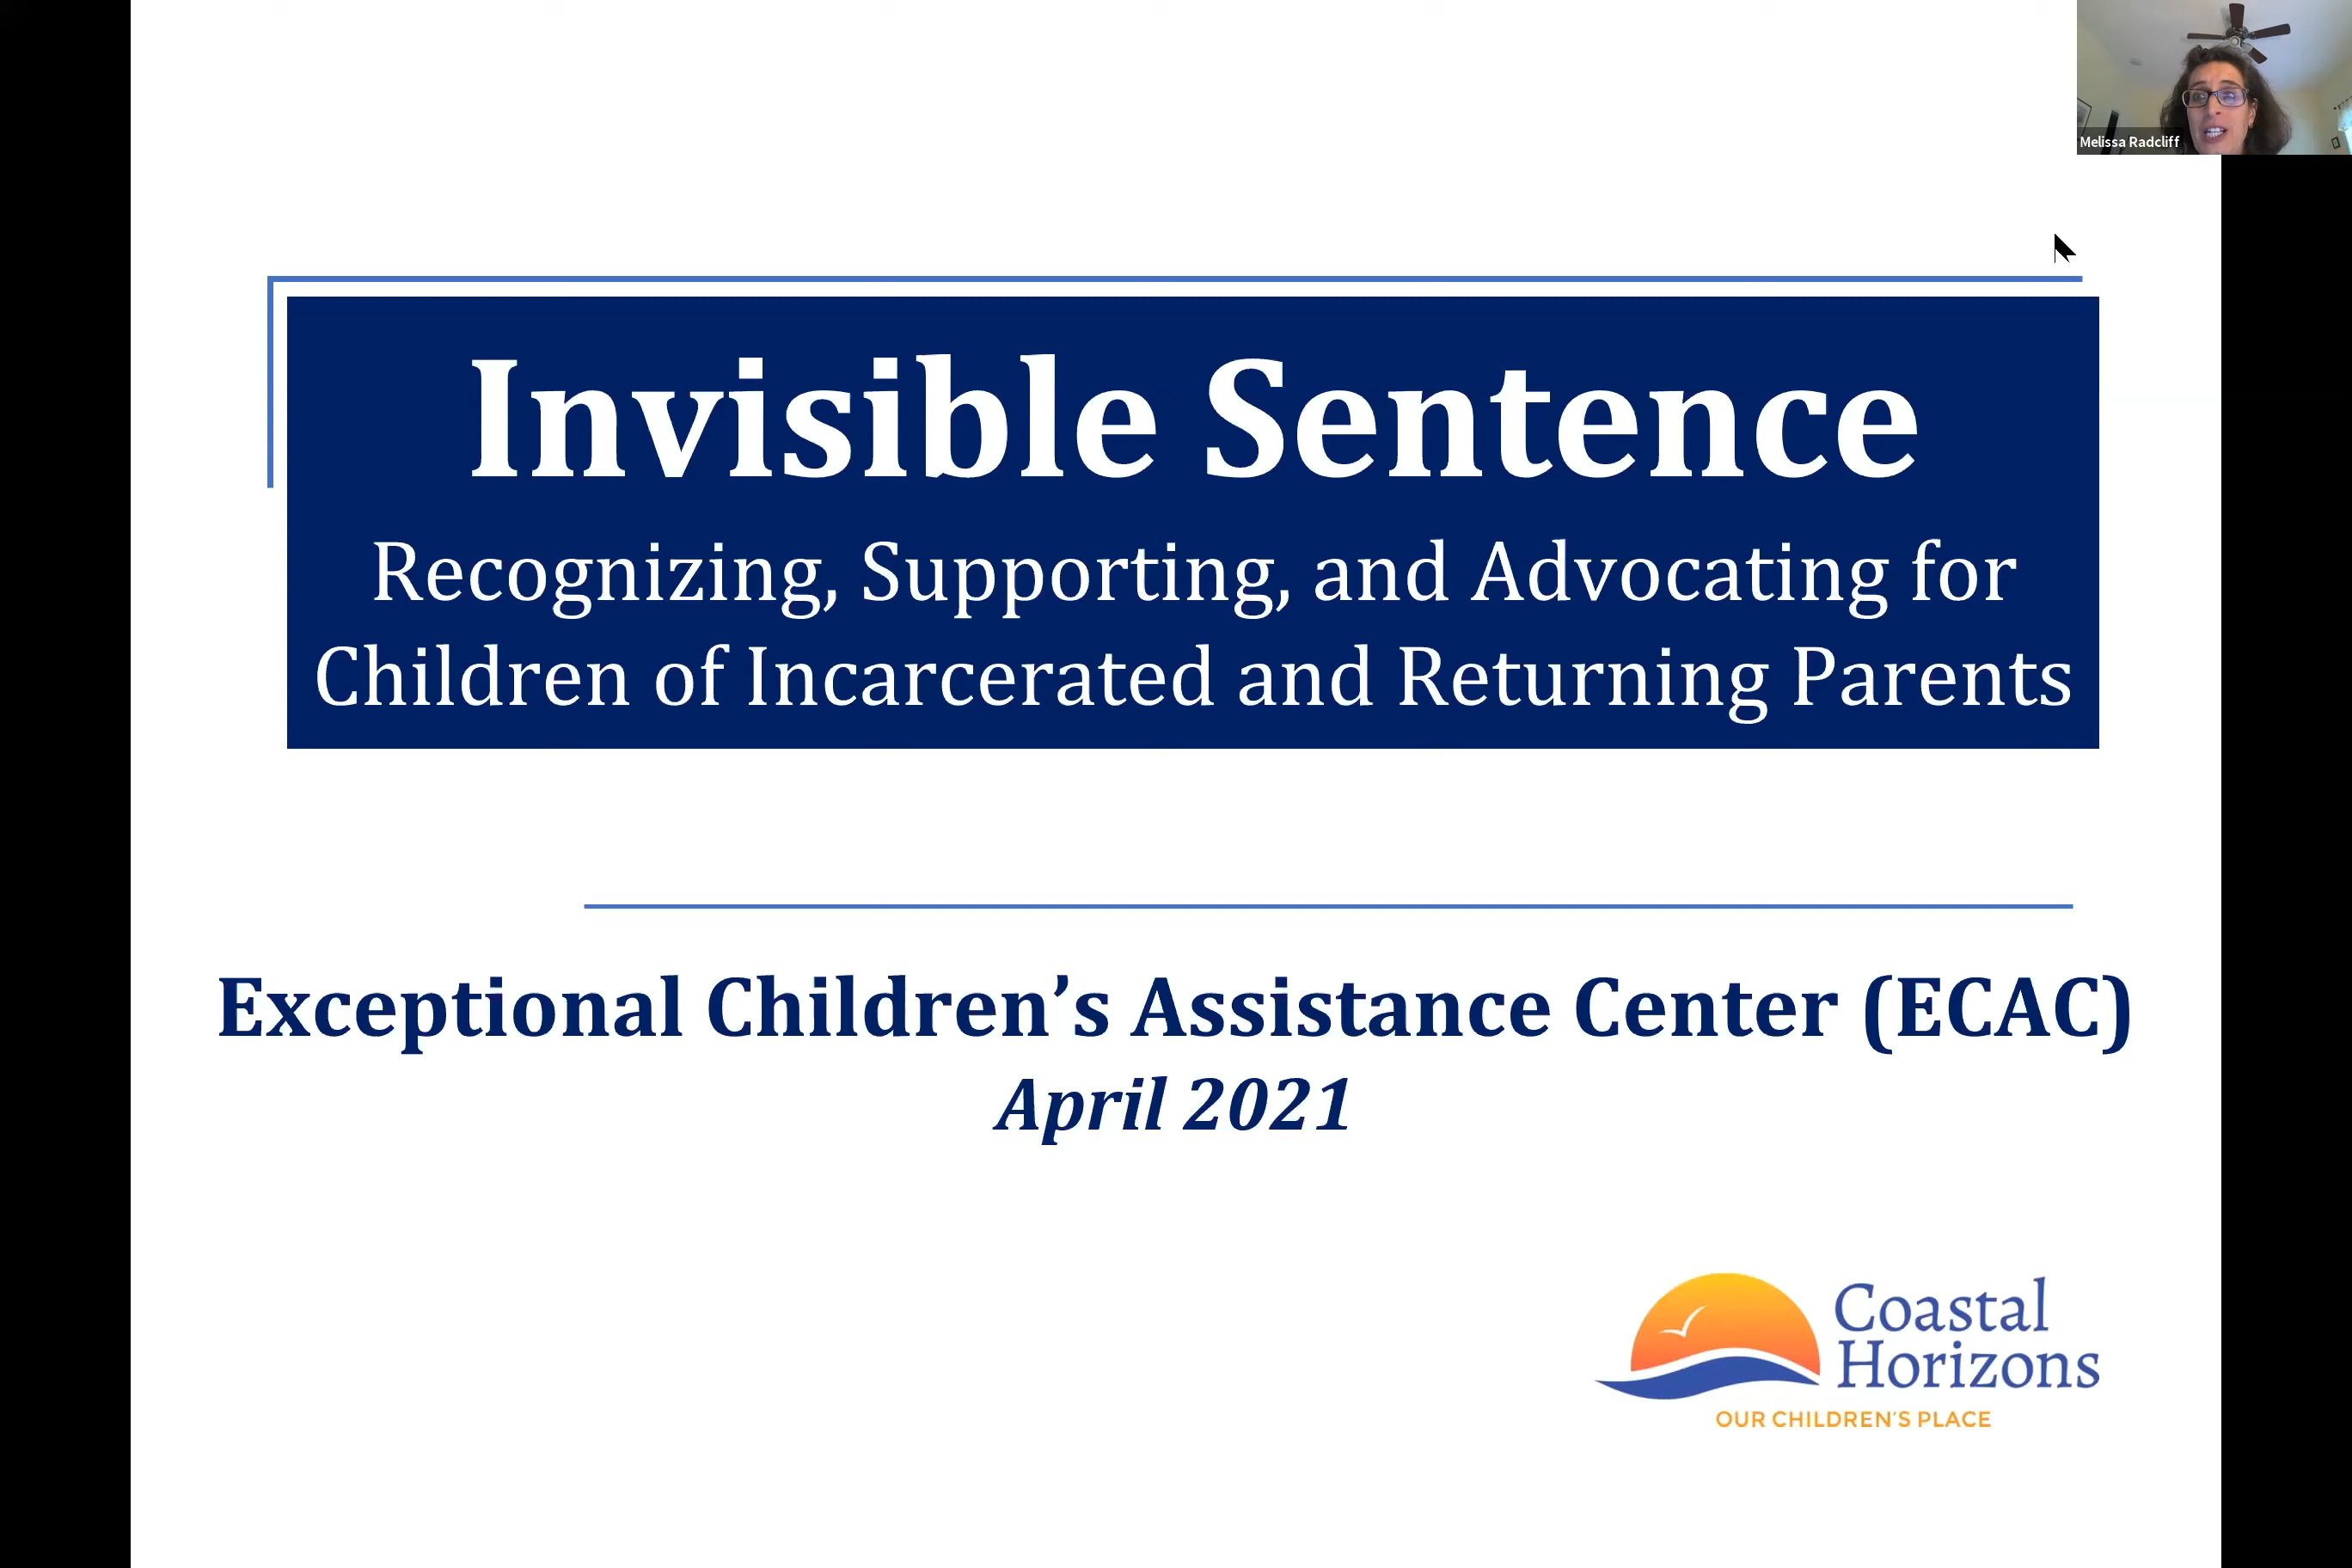 Melissa Radcliff
Invisible Sentence
Recognizing, Supporting, and Advocating for
Children of Incarcerated and Returning Parents
Exceptional Children’s Assistance Center (ECAC)
April 2021
Coastal
Horizons
OUR CHILDREN'S PLACE